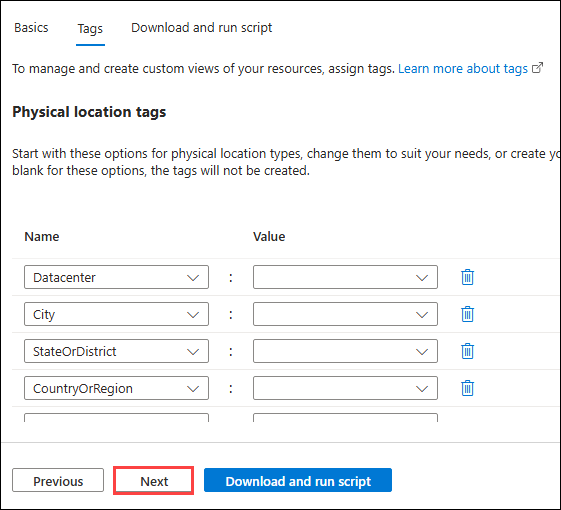 Basics Tags Download and run script
To manage and create custom views of your resources, assign tags. Learn more about tags
Physical location tags
Start with these options for physical location types, change them to suit your needs, or create yo
blank for these options, the tags will not be created.
Name Value
Datacenter :
City :
StateOrDistrict :
CountryOrRegion :
Previous Next Download and run script